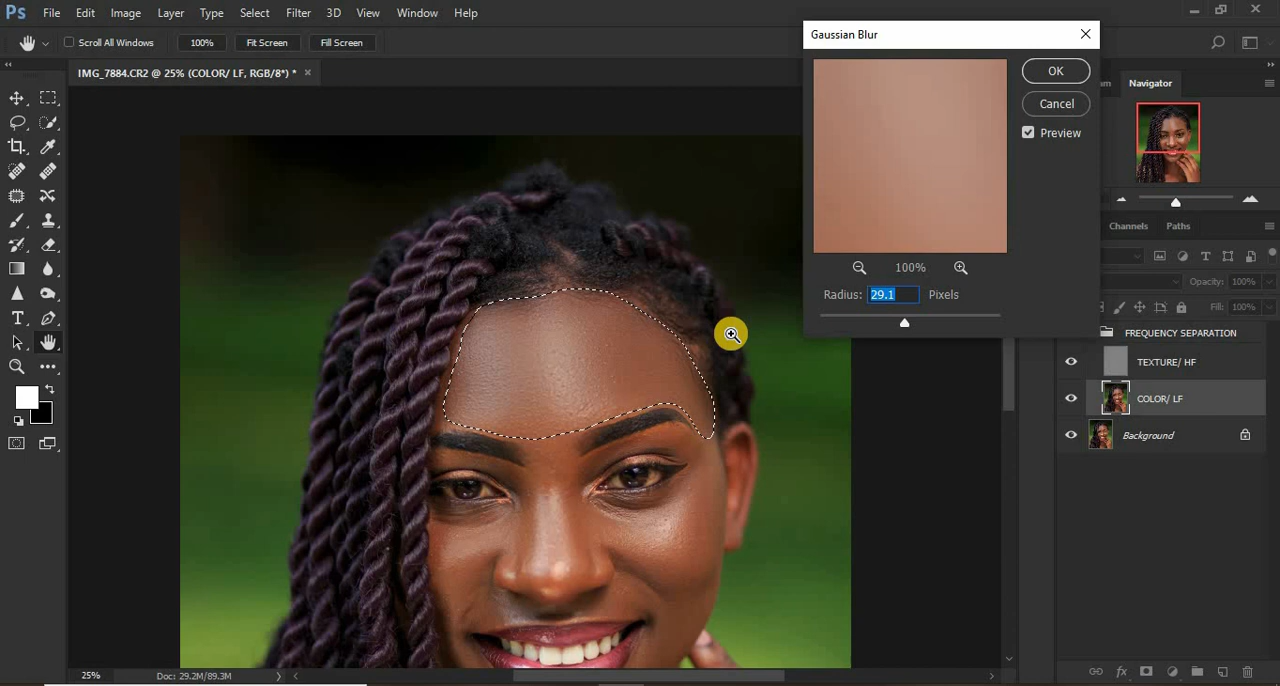 Ps File Edit Image Layer Type Select Filter 3D View Window Help
Scroll All Windows 100% Fit Screen Fill Screen
IMG_7884.CR2 @ 25% (COLOR/ LF, RGB/8*) * ×
Gaussian Blur
OK
Cancel
Preview
100%
Radius: 29.1 Pixels
Navigator
Channels Paths
Opacity: 100%
Fill: 100%
FREQUENCY SEPARATION
TEXTURE/ HF
COLOR/ LF
Background
25% Doc: 29.2M/89.3M